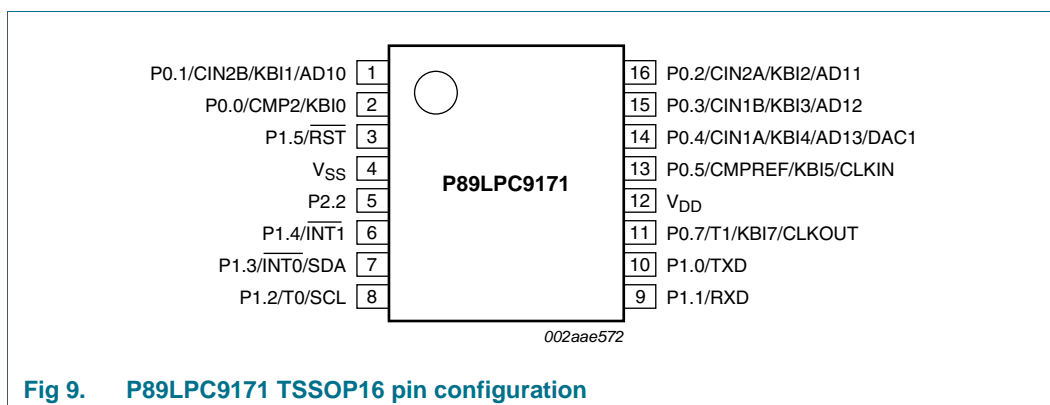 P0.1/CIN2B/KBI1/AD10 1 16 P0.2/CIN2A/KBI2/AD11
P0.0/CMP2/KBI0 2 15 P0.3/CIN1B/KBI3/AD12
P1.5/RST 3 14 P0.4/CIN1A/KBI4/AD13/DAC1
VSS 4 13 P0.5/CMPREF/KBI5/CLKIN
P89LPC9171
P2.2 5 12 VDD
P1.4/INT1 6 11 P0.7/T1/KBI7/CLKOUT
P1.3/INT0/SDA 7 10 P1.0/TXD
P1.2/T0/SCL 8 9 P1.1/RXD
002aae572
Fig 9. P89LPC9171 TSSOP16 pin configuration